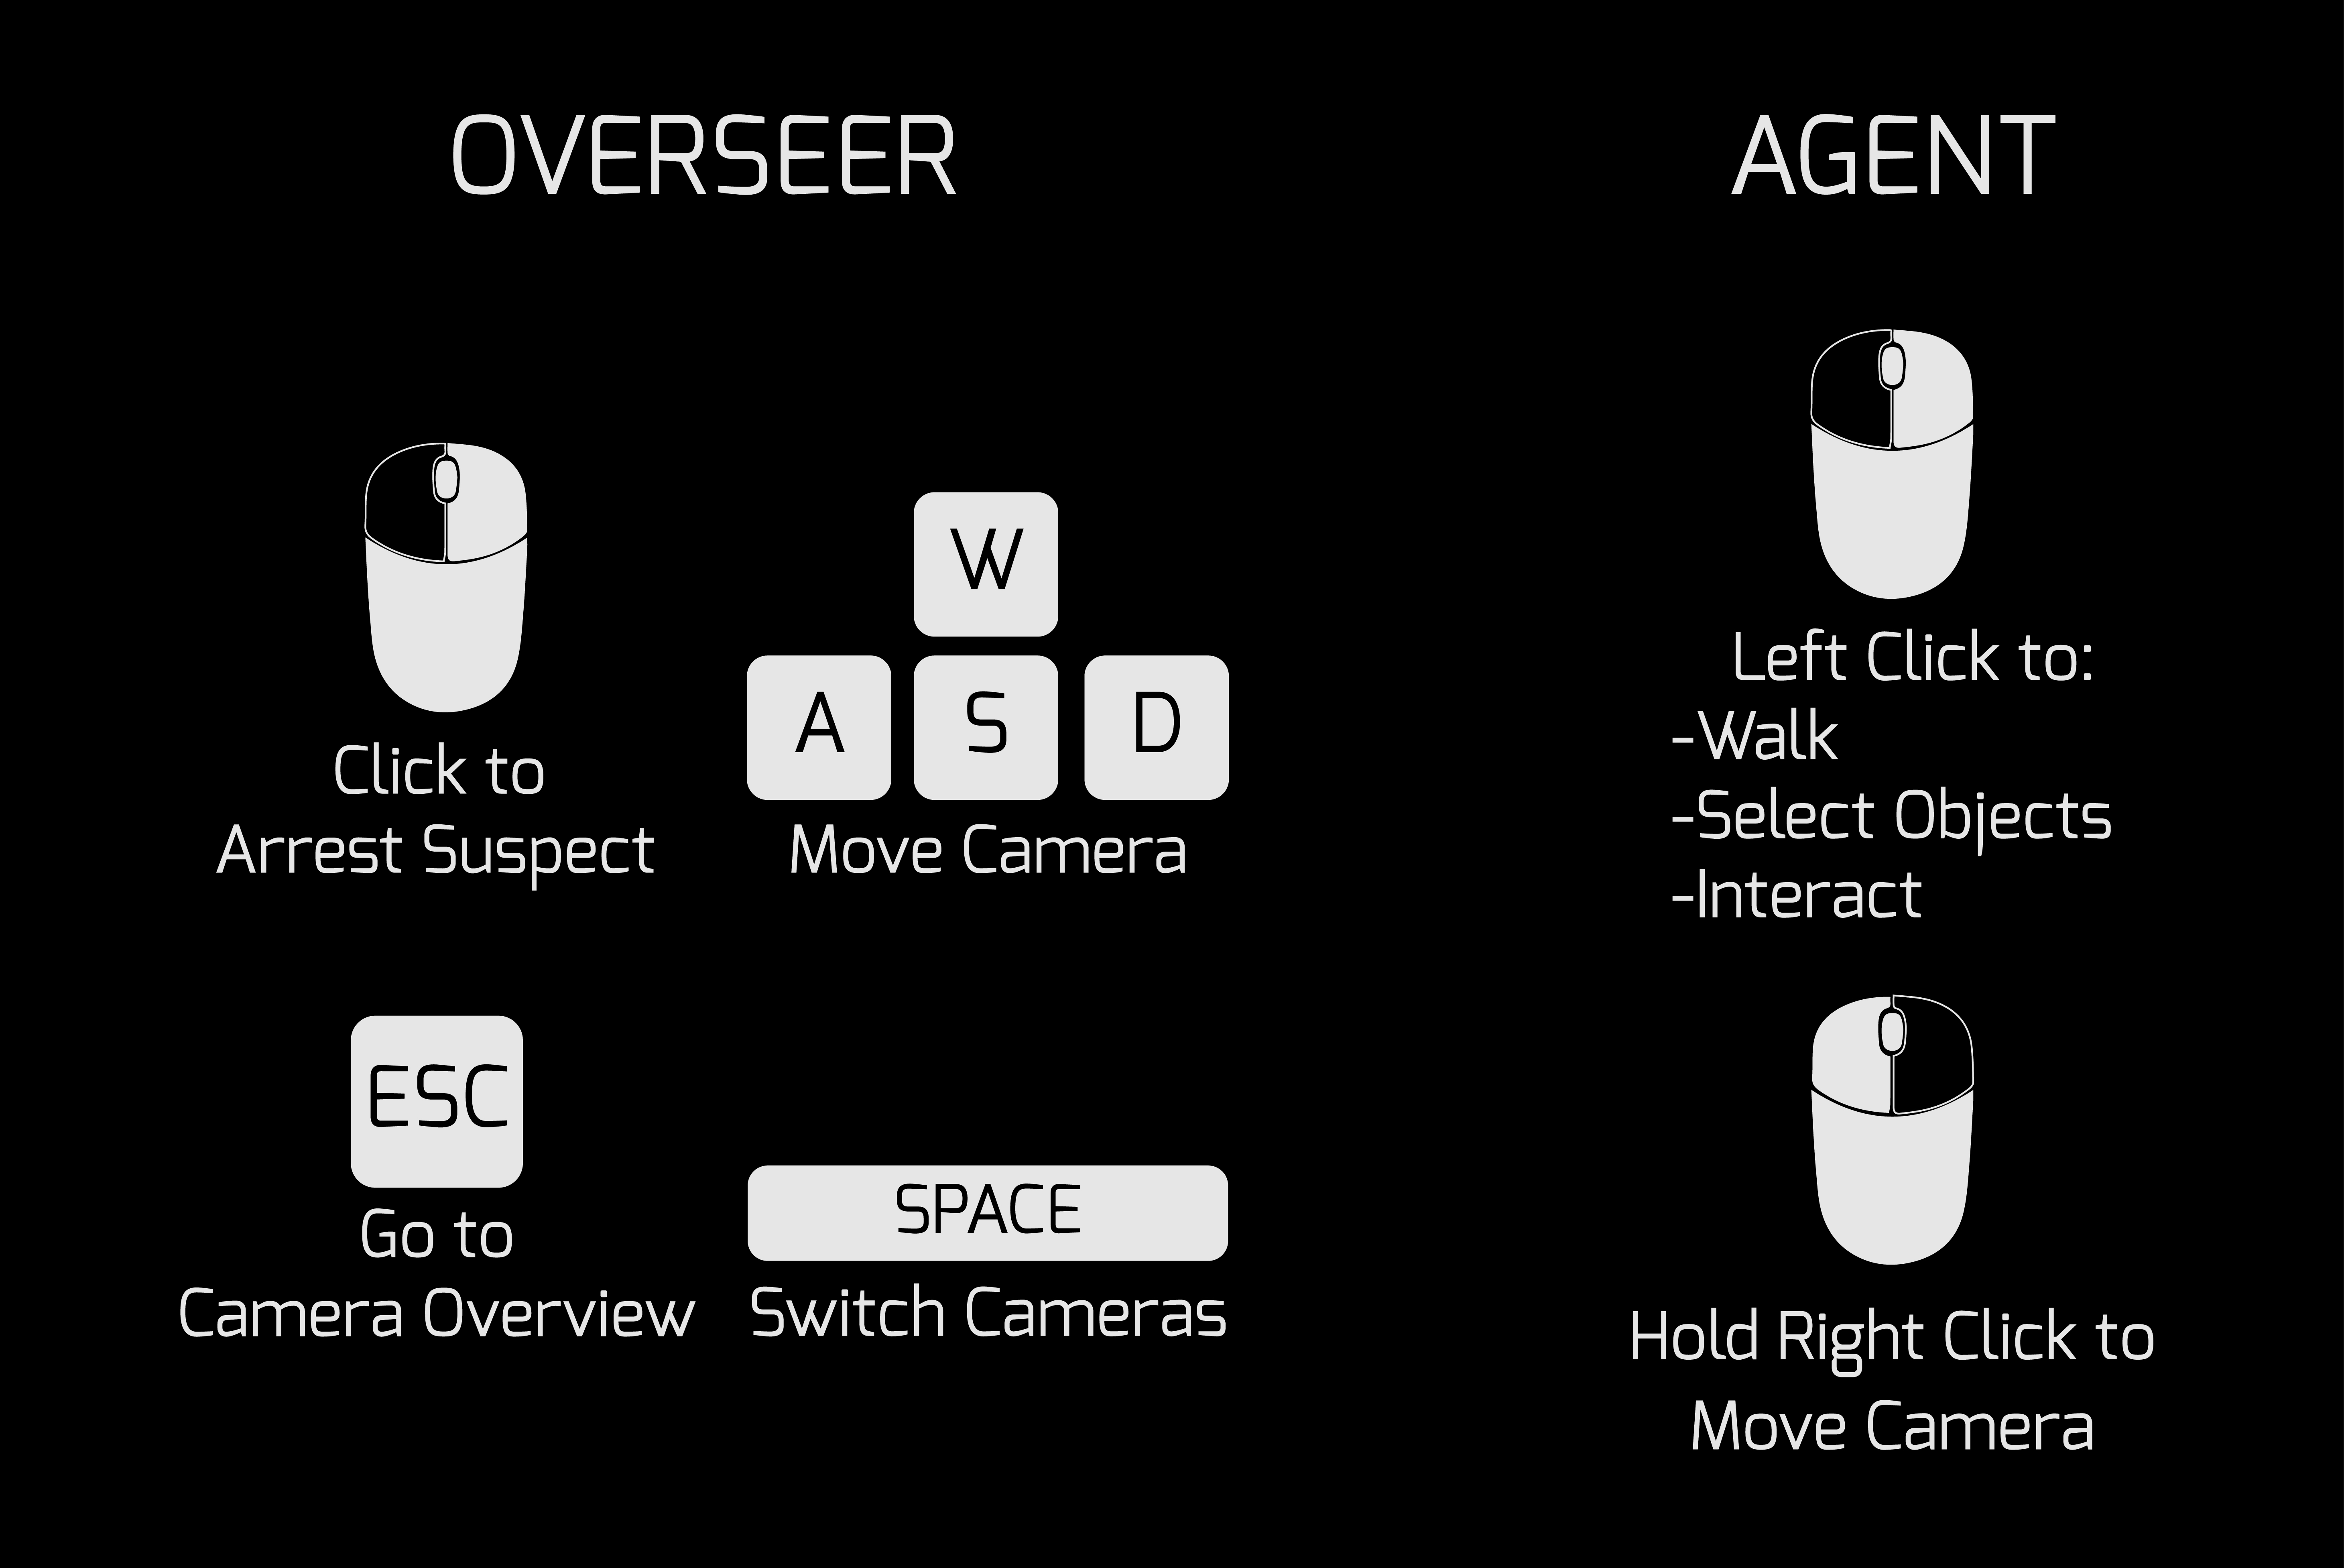 OVERSEER
Click to
Arrest Suspect
W
A S D
Move Camera
ESC
Go to
Camera Overview
SPACE
Switch Cameras
AGENT
Left Click to:
-Walk
-Select Objects
-Interact
Hold Right Click to
Move Camera